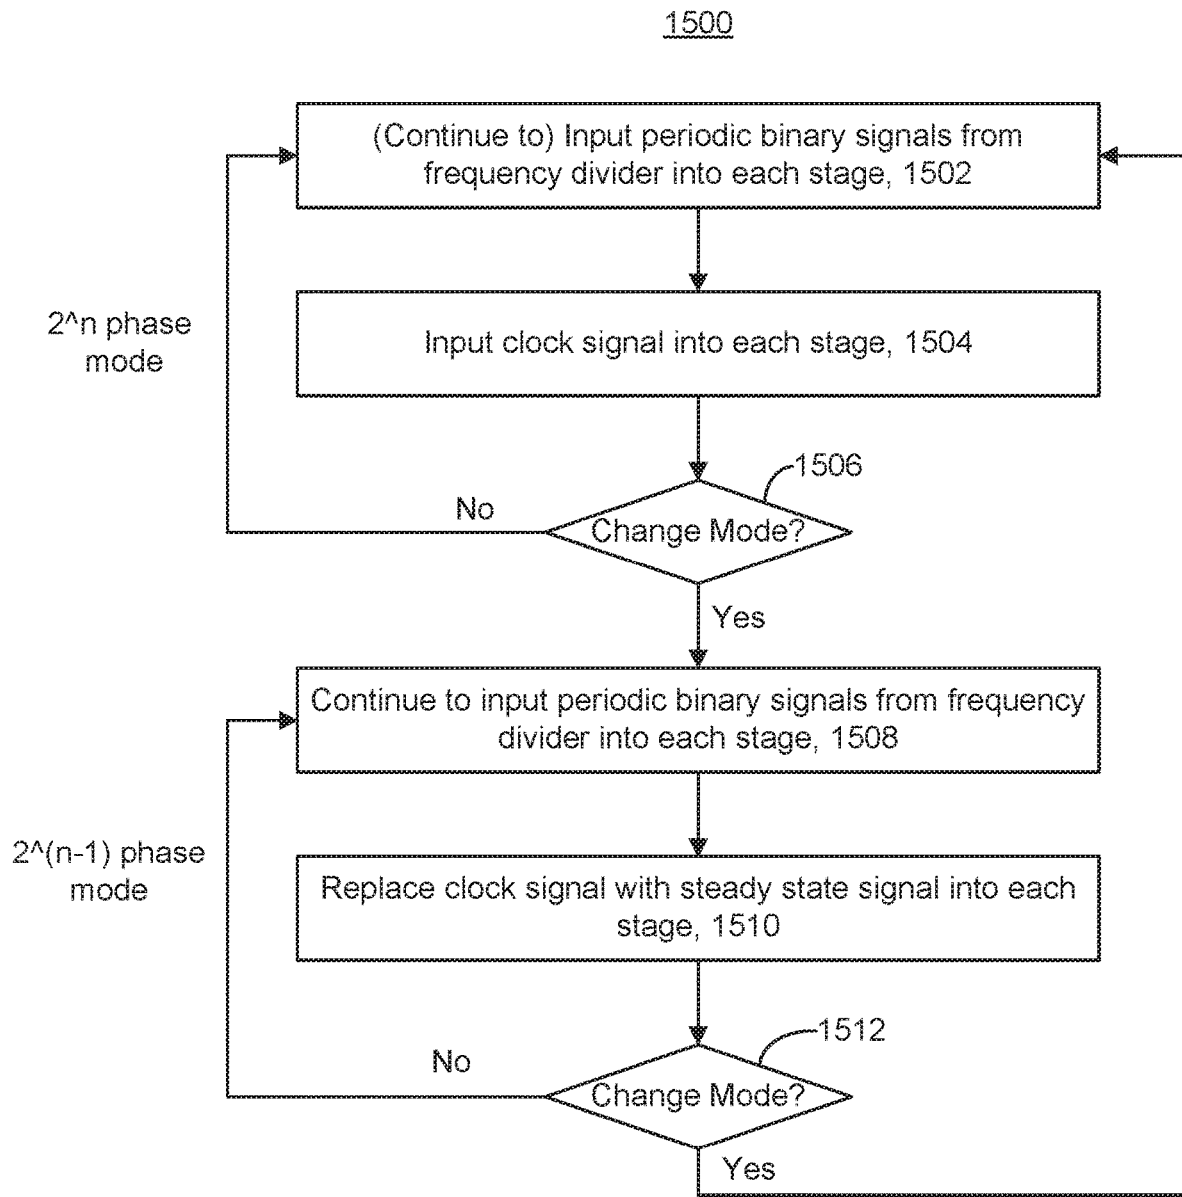 1500
(Continue to) Input periodic binary signals from
frequency divider into each stage, 1502
2^n phase
mode
Input clock signal into each stage, 1504
1506
No
Change Mode?
Yes
Continue to input periodic binary signals from frequency
divider into each stage, 1508
2^(n-1) phase
mode
Replace clock signal with steady state signal into each
stage, 1510
1512
No
Change Mode?
Yes